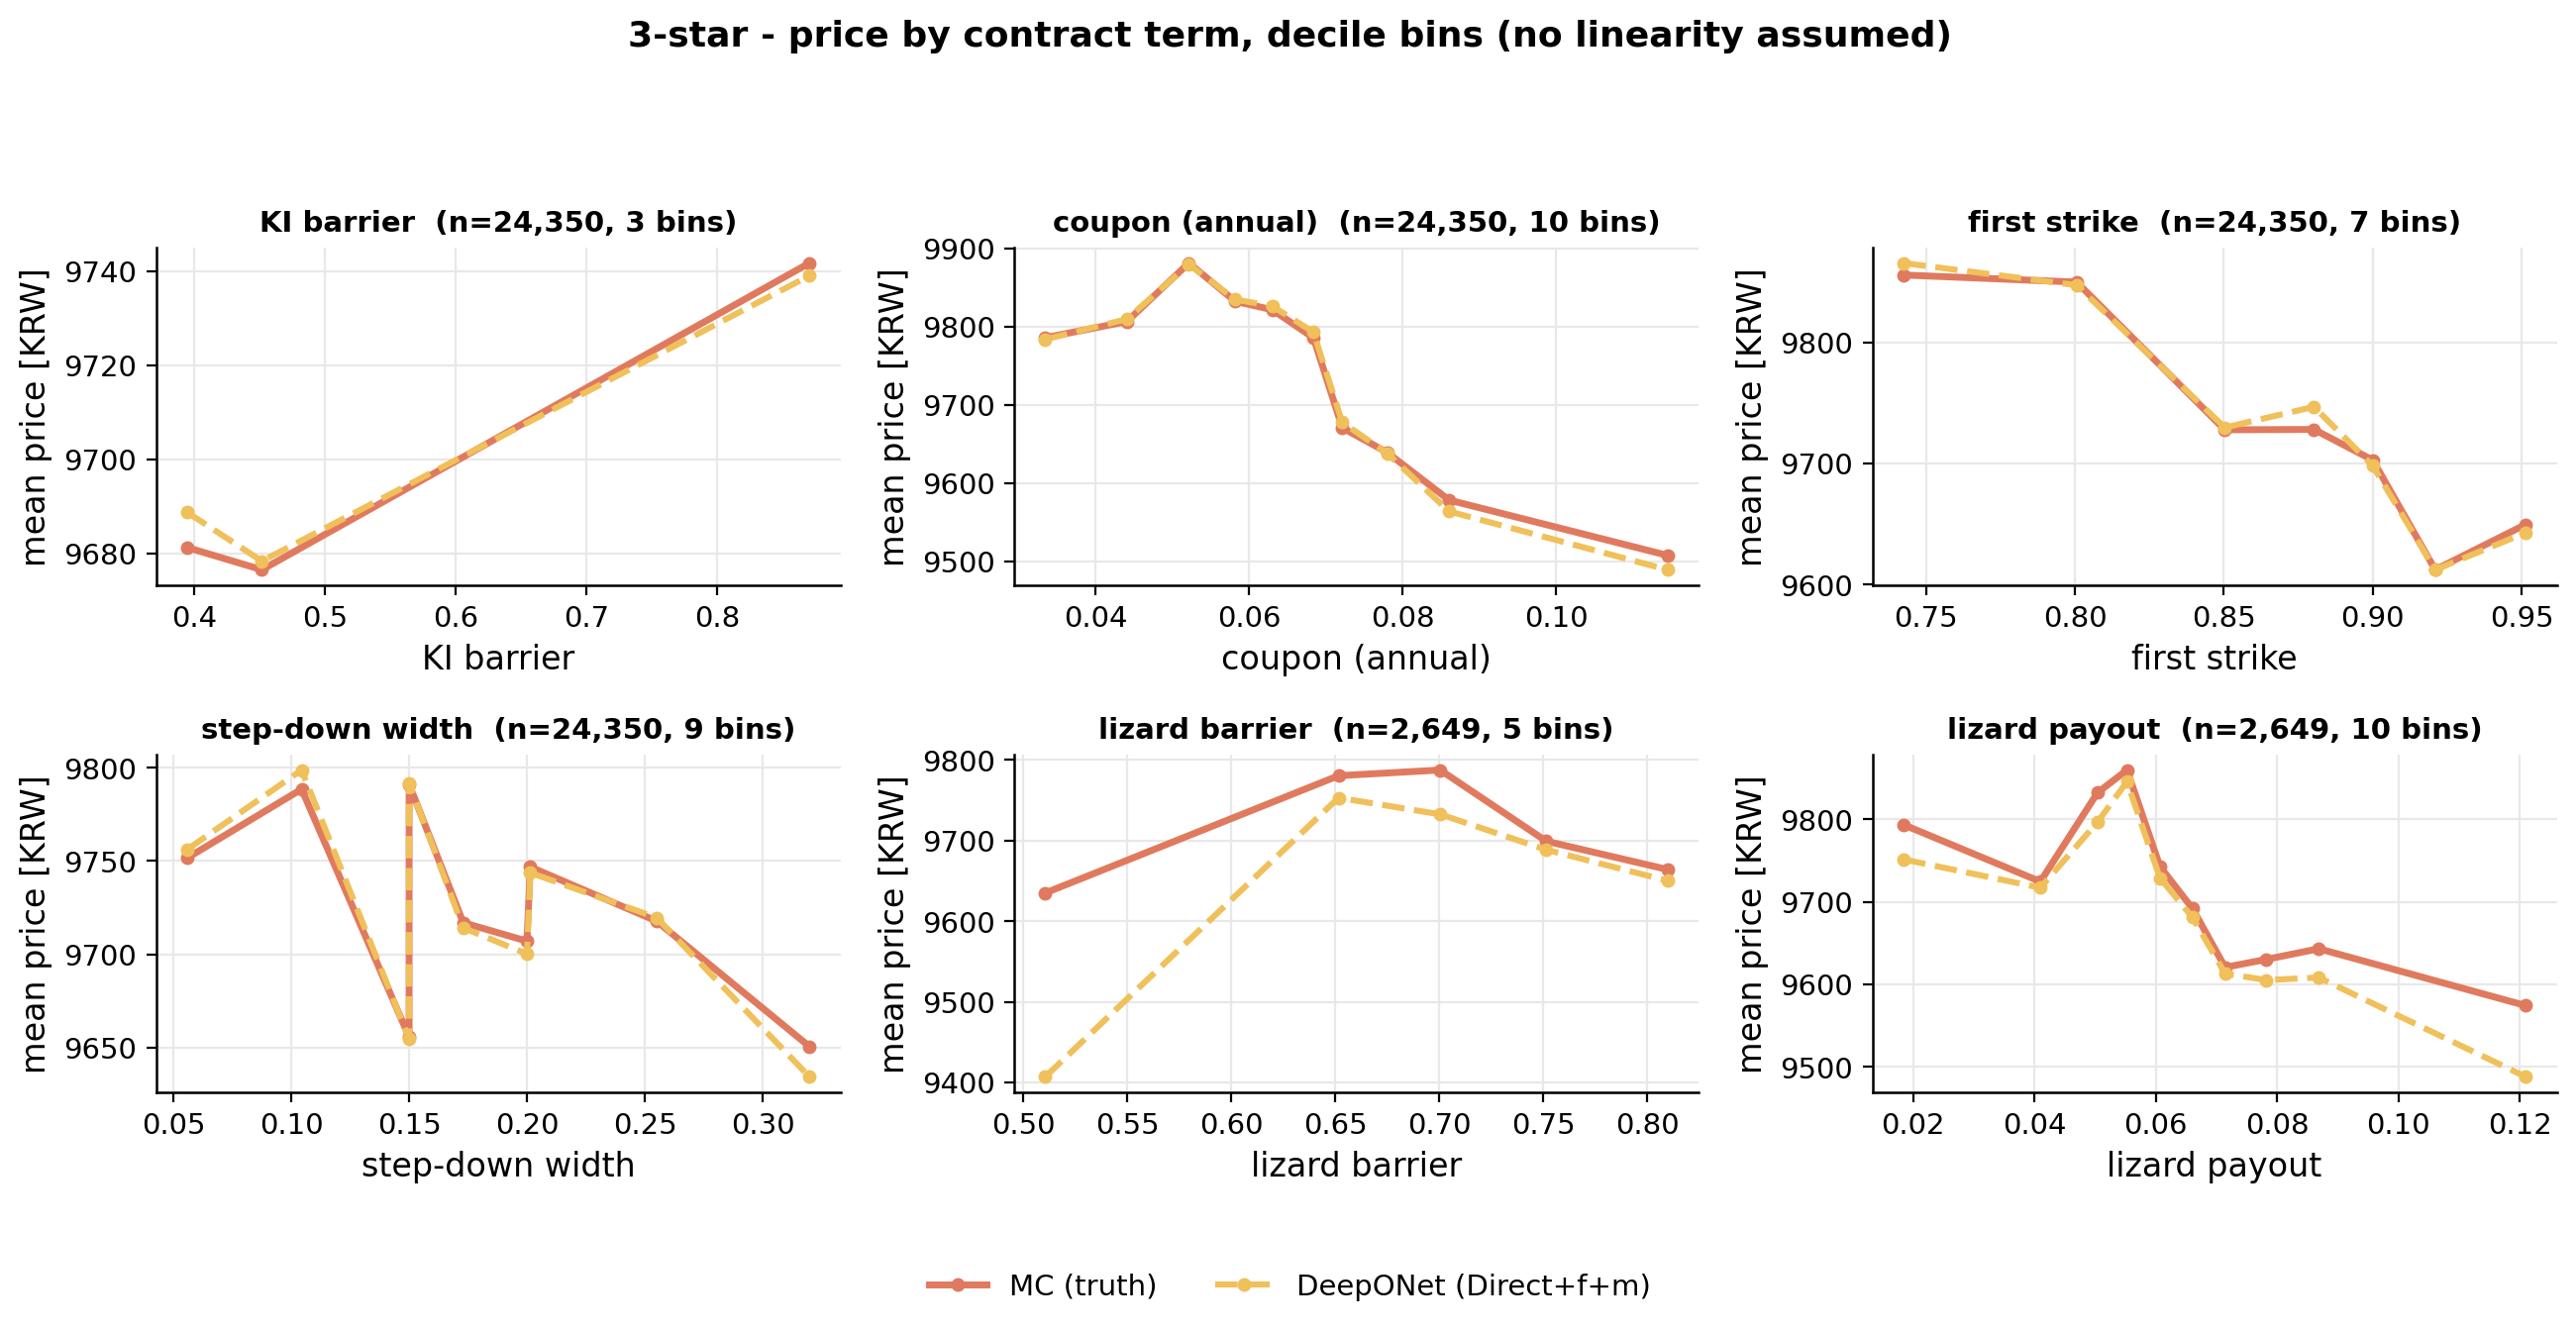 3-star - price by contract term, decile bins (no linearity assumed)
KI barrier  (n=24,350, 3 bins)
mean price [KRW]
9740
9720
9700
9680
0.4 0.5 0.6 0.7 0.8
KI barrier
coupon (annual)  (n=24,350, 10 bins)
mean price [KRW]
9900
9800
9700
9600
9500
0.04 0.06 0.08 0.10
coupon (annual)
first strike  (n=24,350, 7 bins)
mean price [KRW]
9800
9700
9600
0.75 0.80 0.85 0.90 0.95
first strike
step-down width  (n=24,350, 9 bins)
mean price [KRW]
9800
9750
9700
9650
0.05 0.10 0.15 0.20 0.25 0.30
step-down width
lizard barrier  (n=2,649, 5 bins)
mean price [KRW]
9800
9700
9600
9500
9400
0.50 0.55 0.60 0.65 0.70 0.75 0.80
lizard barrier
lizard payout  (n=2,649, 10 bins)
mean price [KRW]
9800
9700
9600
9500
0.02 0.04 0.06 0.08 0.10 0.12
lizard payout
MC (truth) DeepONet (Direct+f+m)